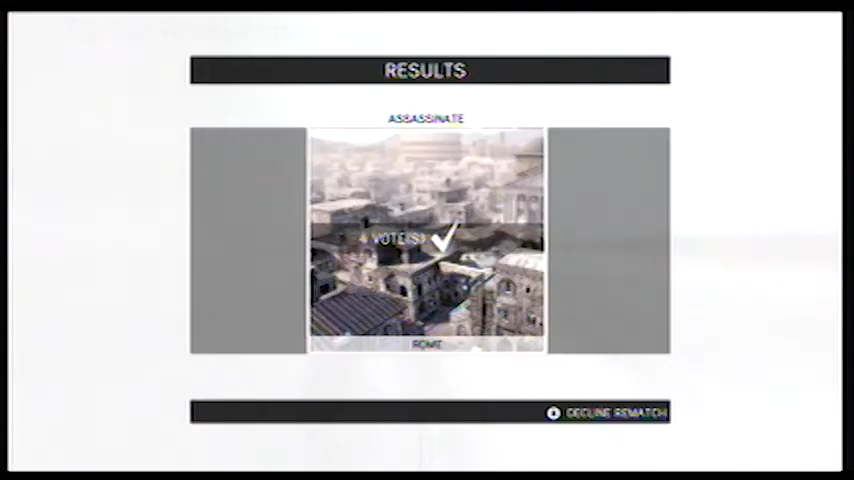 RESULTS
ASSASSINATE
4 VOTE(S)
ROME
DECLINE REMATCH